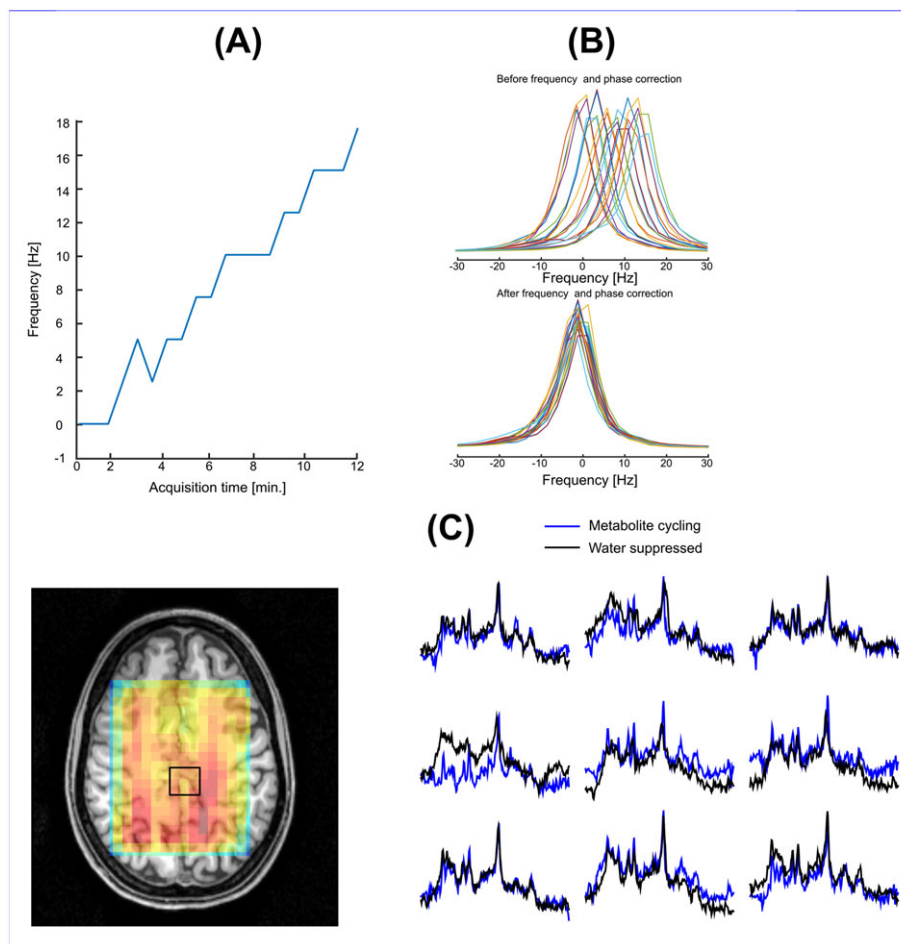 (A)
(B)
Before frequency and phase correction
18
16
14
12
10
8
6
4
2
0
-1
Frequency [Hz]
0 2 4 6 8 10 12
Acquisition time [min.]
-30 -20 -10 0 10 20 30
Frequency [Hz]
After frequency and phase correction
-30 -20 -10 0 10 20 30
Frequency [Hz]
(C)
Metabolite cycling
Water suppressed